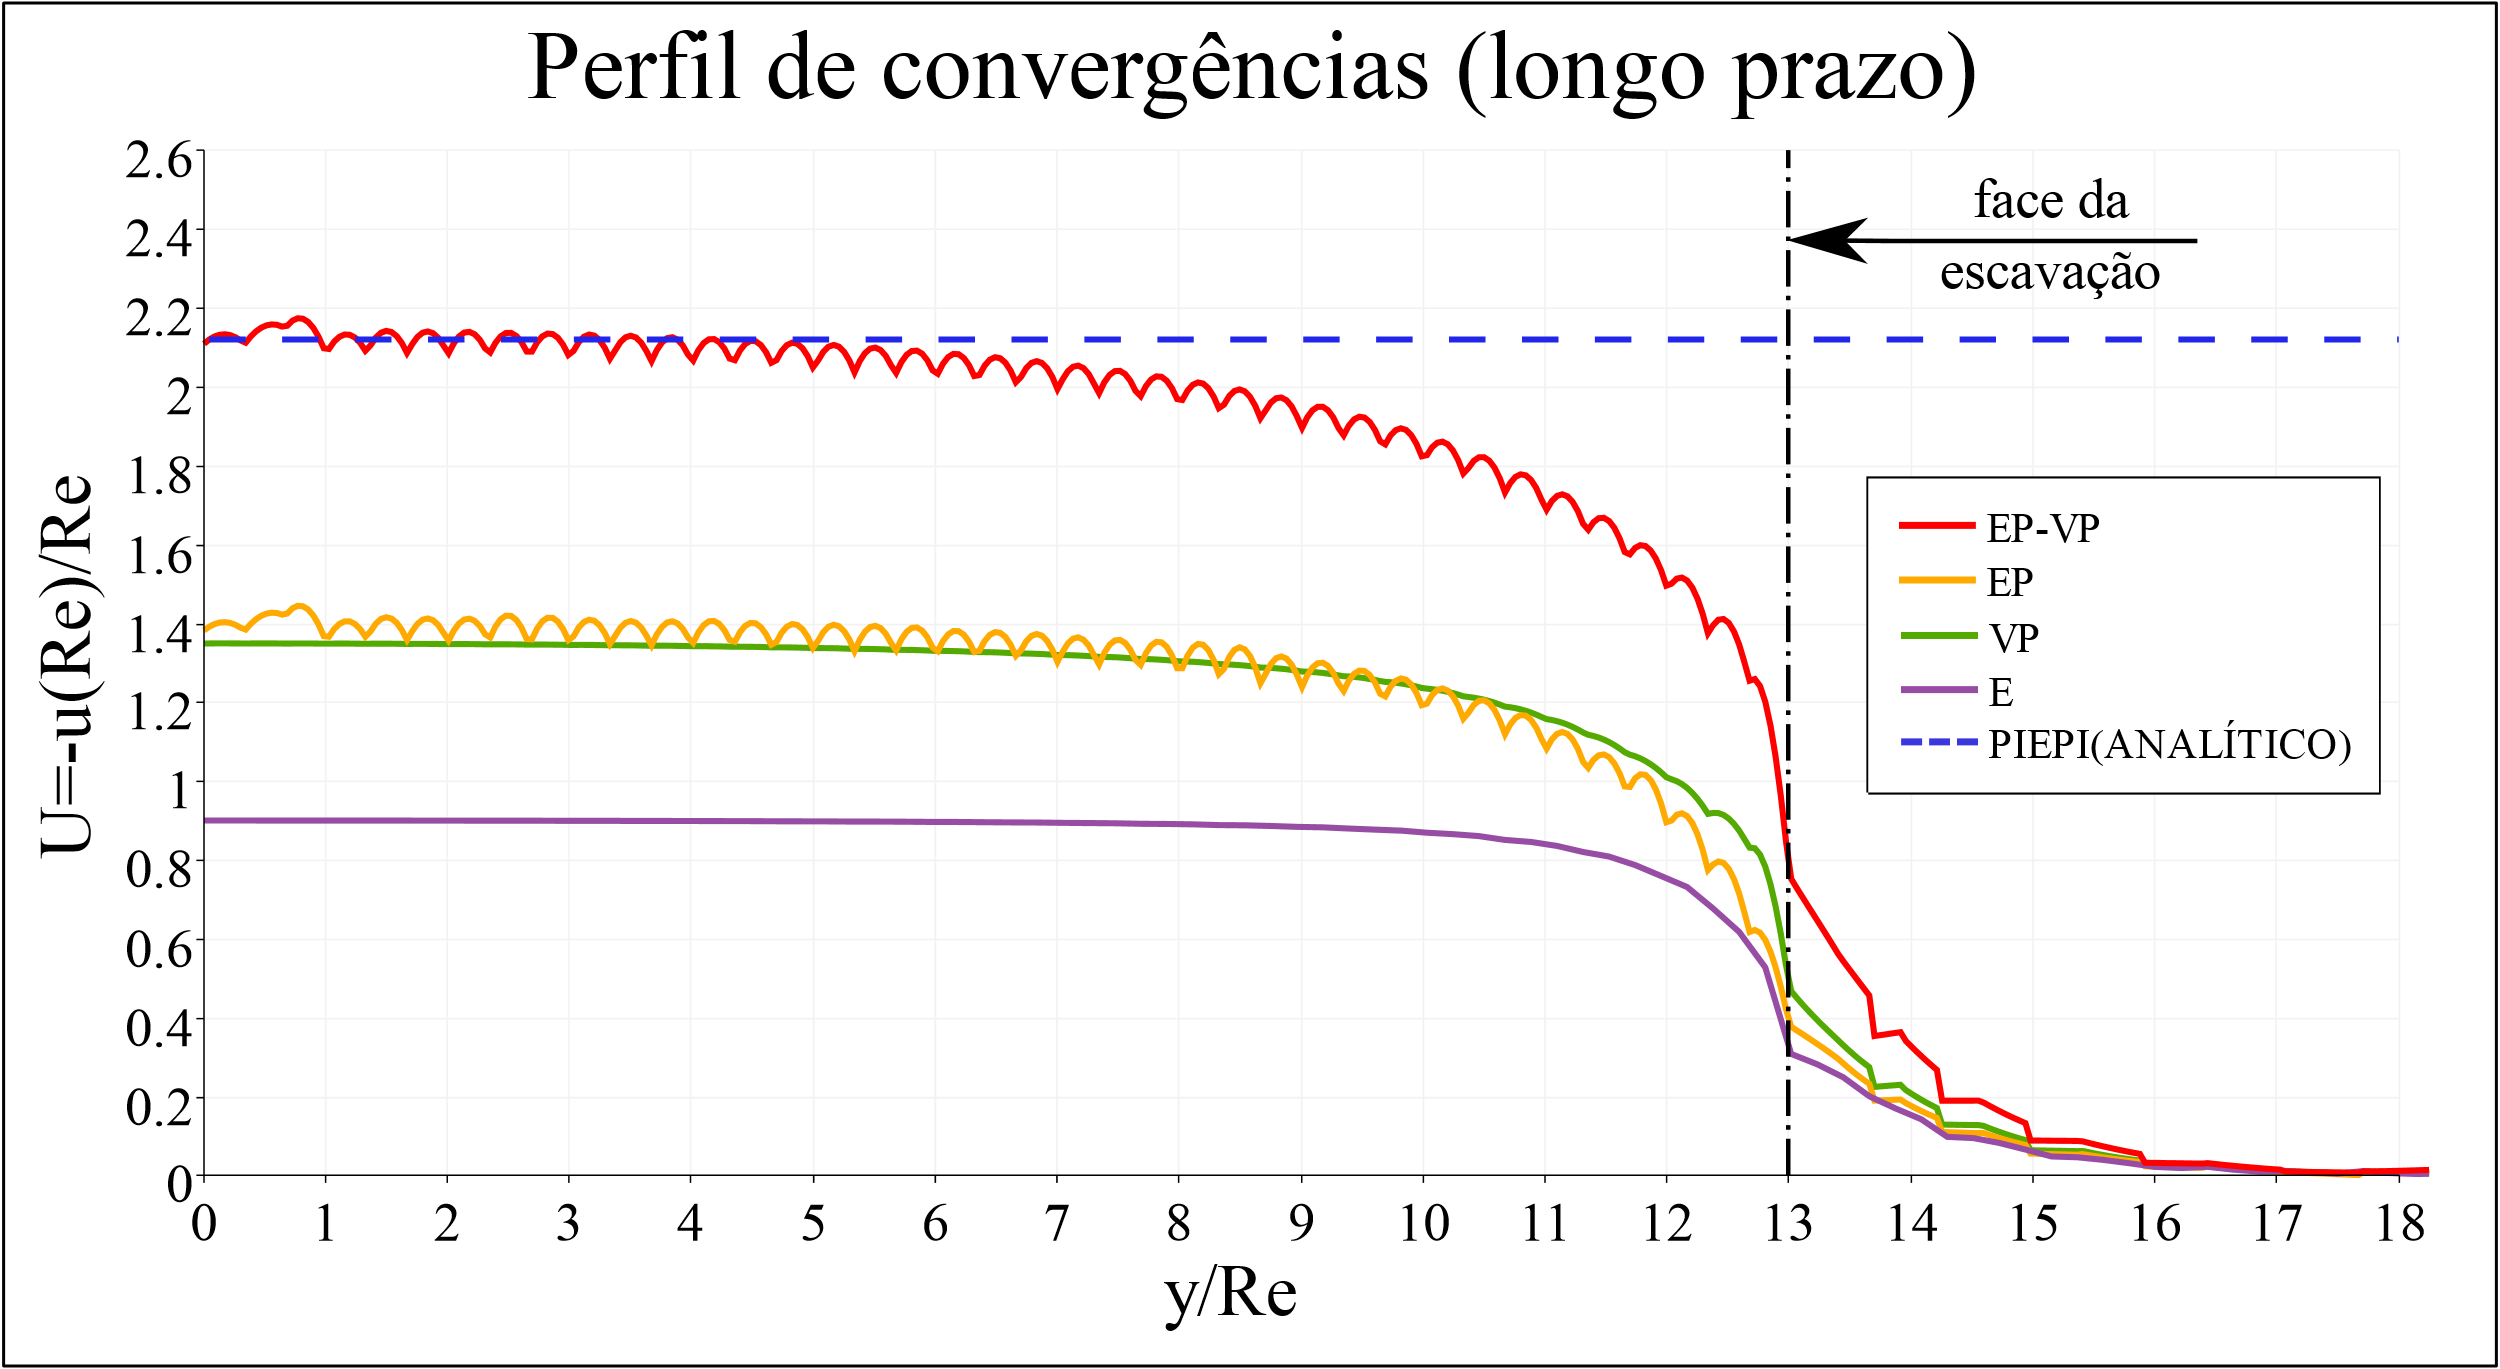 Perfil de convergências (longo prazo)
U=-u(Re)/Re
2.6
2.4
2.2
2
1.8
1.6
1.4
1.2
1
0.8
0.6
0.4
0.2
0
face da
escavação
EP-VP
EP
VP
E
PIEPI(ANALÍTICO)
0 1 2 3 4 5 6 7 8 9 10 11 12 13 14 15 16 17 18
y/Re